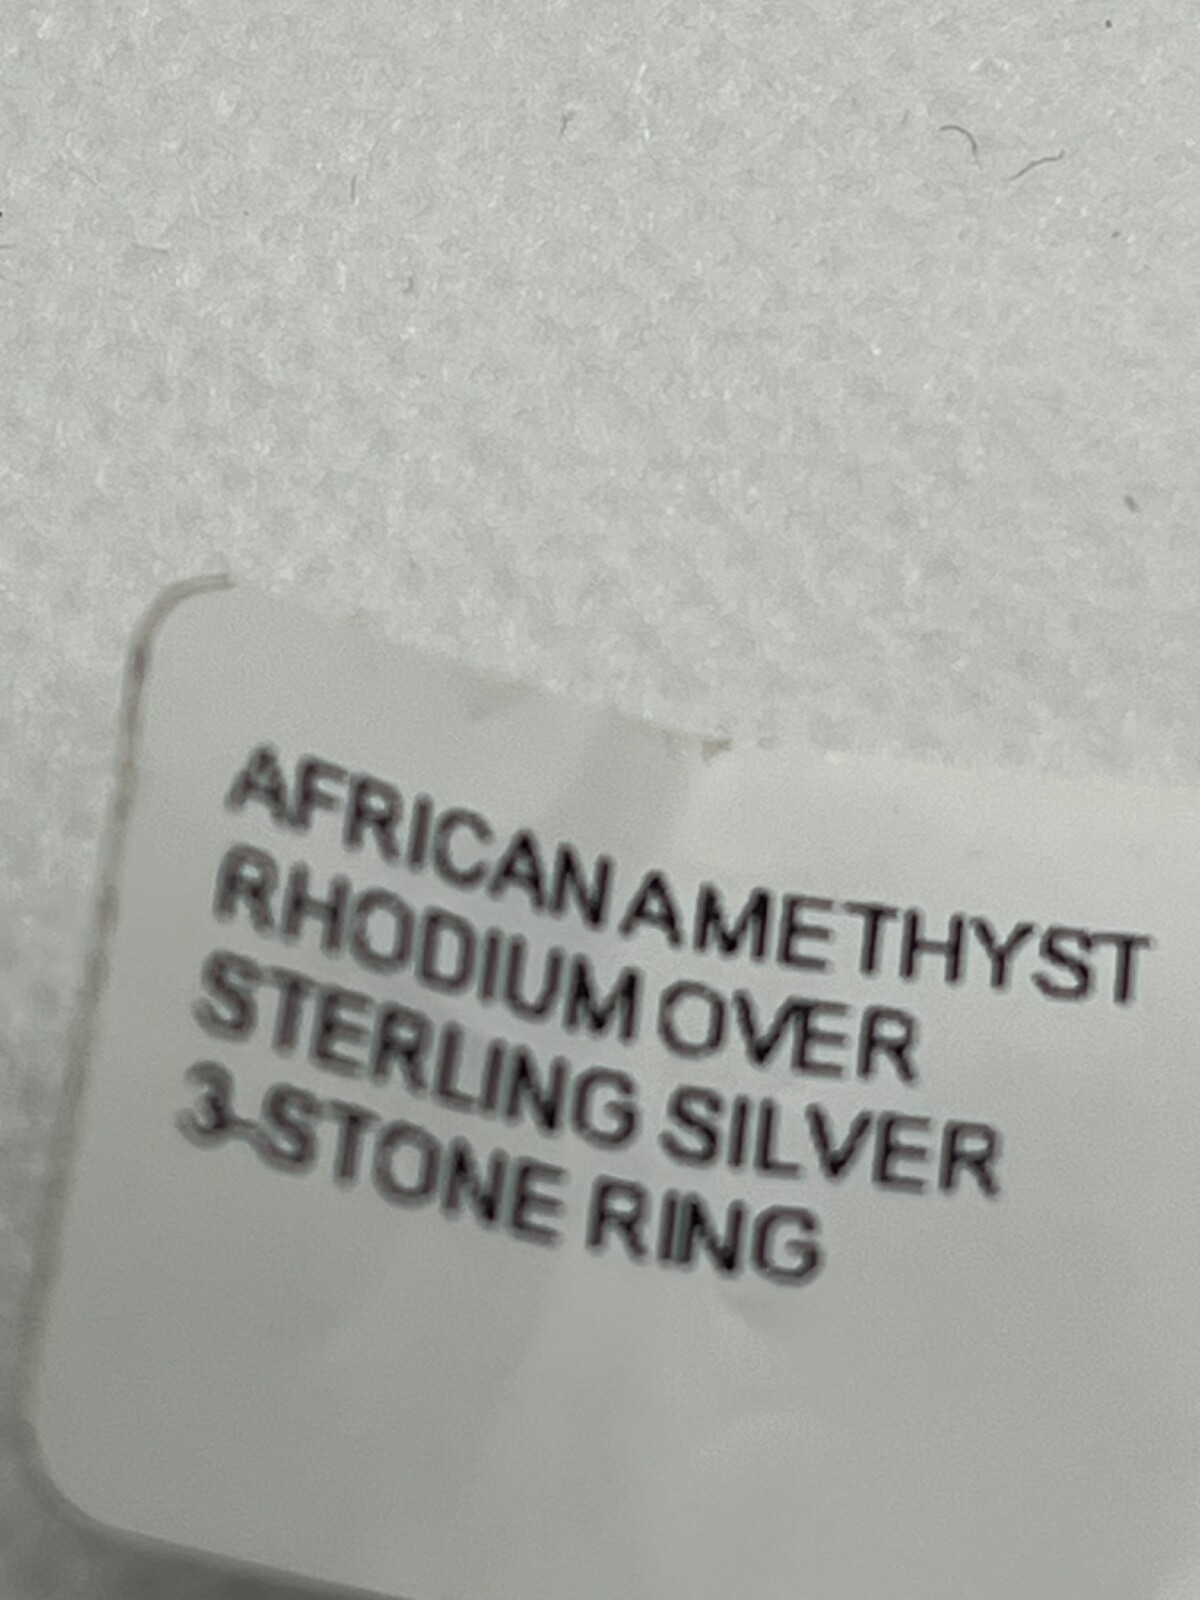 AFRICAN AMETHYST
RHODIUM OVER
STERLING SILVER
3-STONE RING